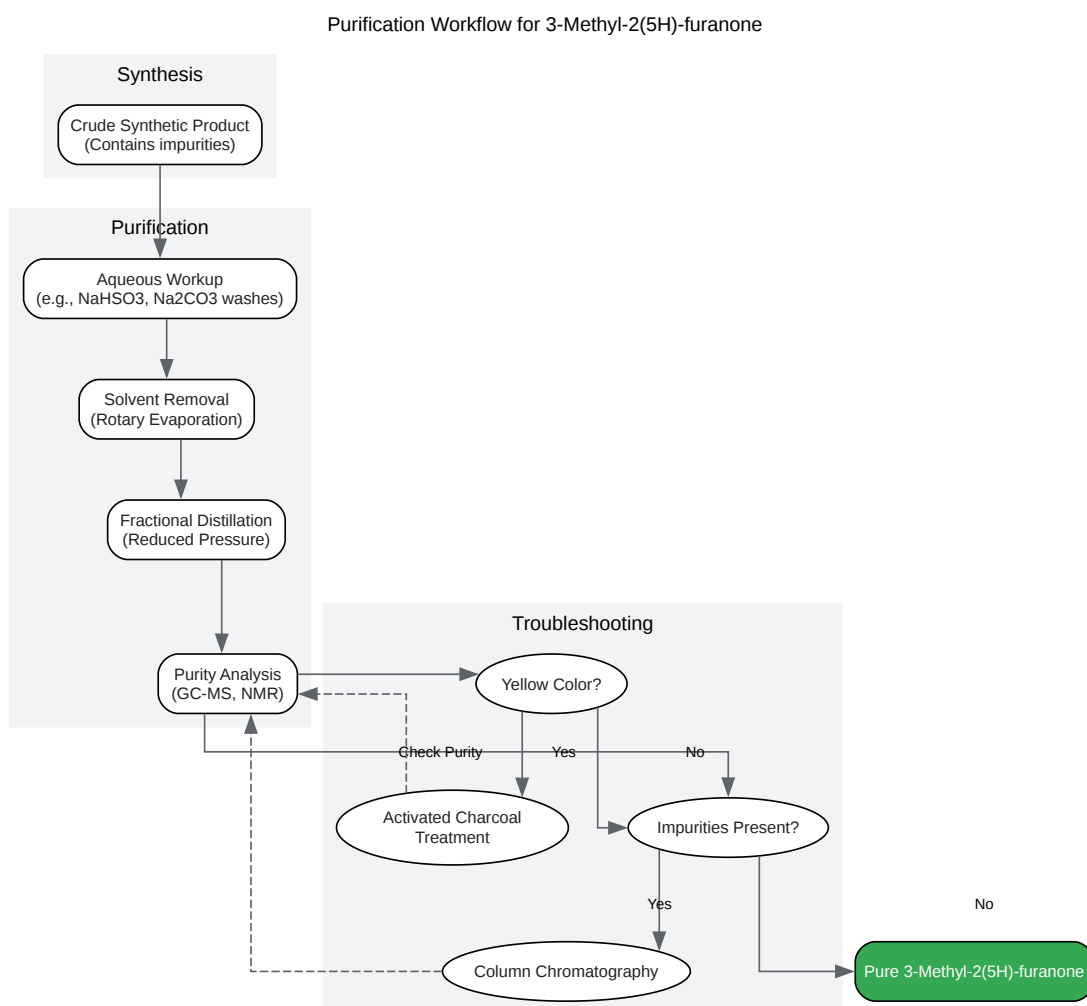 Purification Workflow for 3-Methyl-2(5H)-furanone
Synthesis
Crude Synthetic Product
(Contains impurities)
Purification
Aqueous Workup
(e.g., NaHSO3, Na2CO3 washes)
Solvent Removal
(Rotary Evaporation)
Fractional Distillation
(Reduced Pressure)
Troubleshooting
Purity Analysis
(GC-MS, NMR)
Yellow Color?
Check Purity
Yes
No
Activated Charcoal
Treatment
Impurities Present?
Yes
No
Column Chromatography
Pure 3-Methyl-2(5H)-furanone